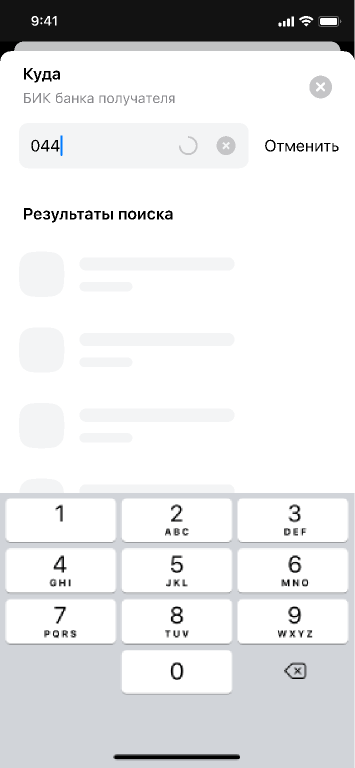 9:41
Куда
БИК банка получателя
044
Отменить
Результаты поиска
1
2
ABC
3
DEF
4
GHI
5
JKL
6
MNO
7
PQRS
8
TUV
9
WXYZ
0